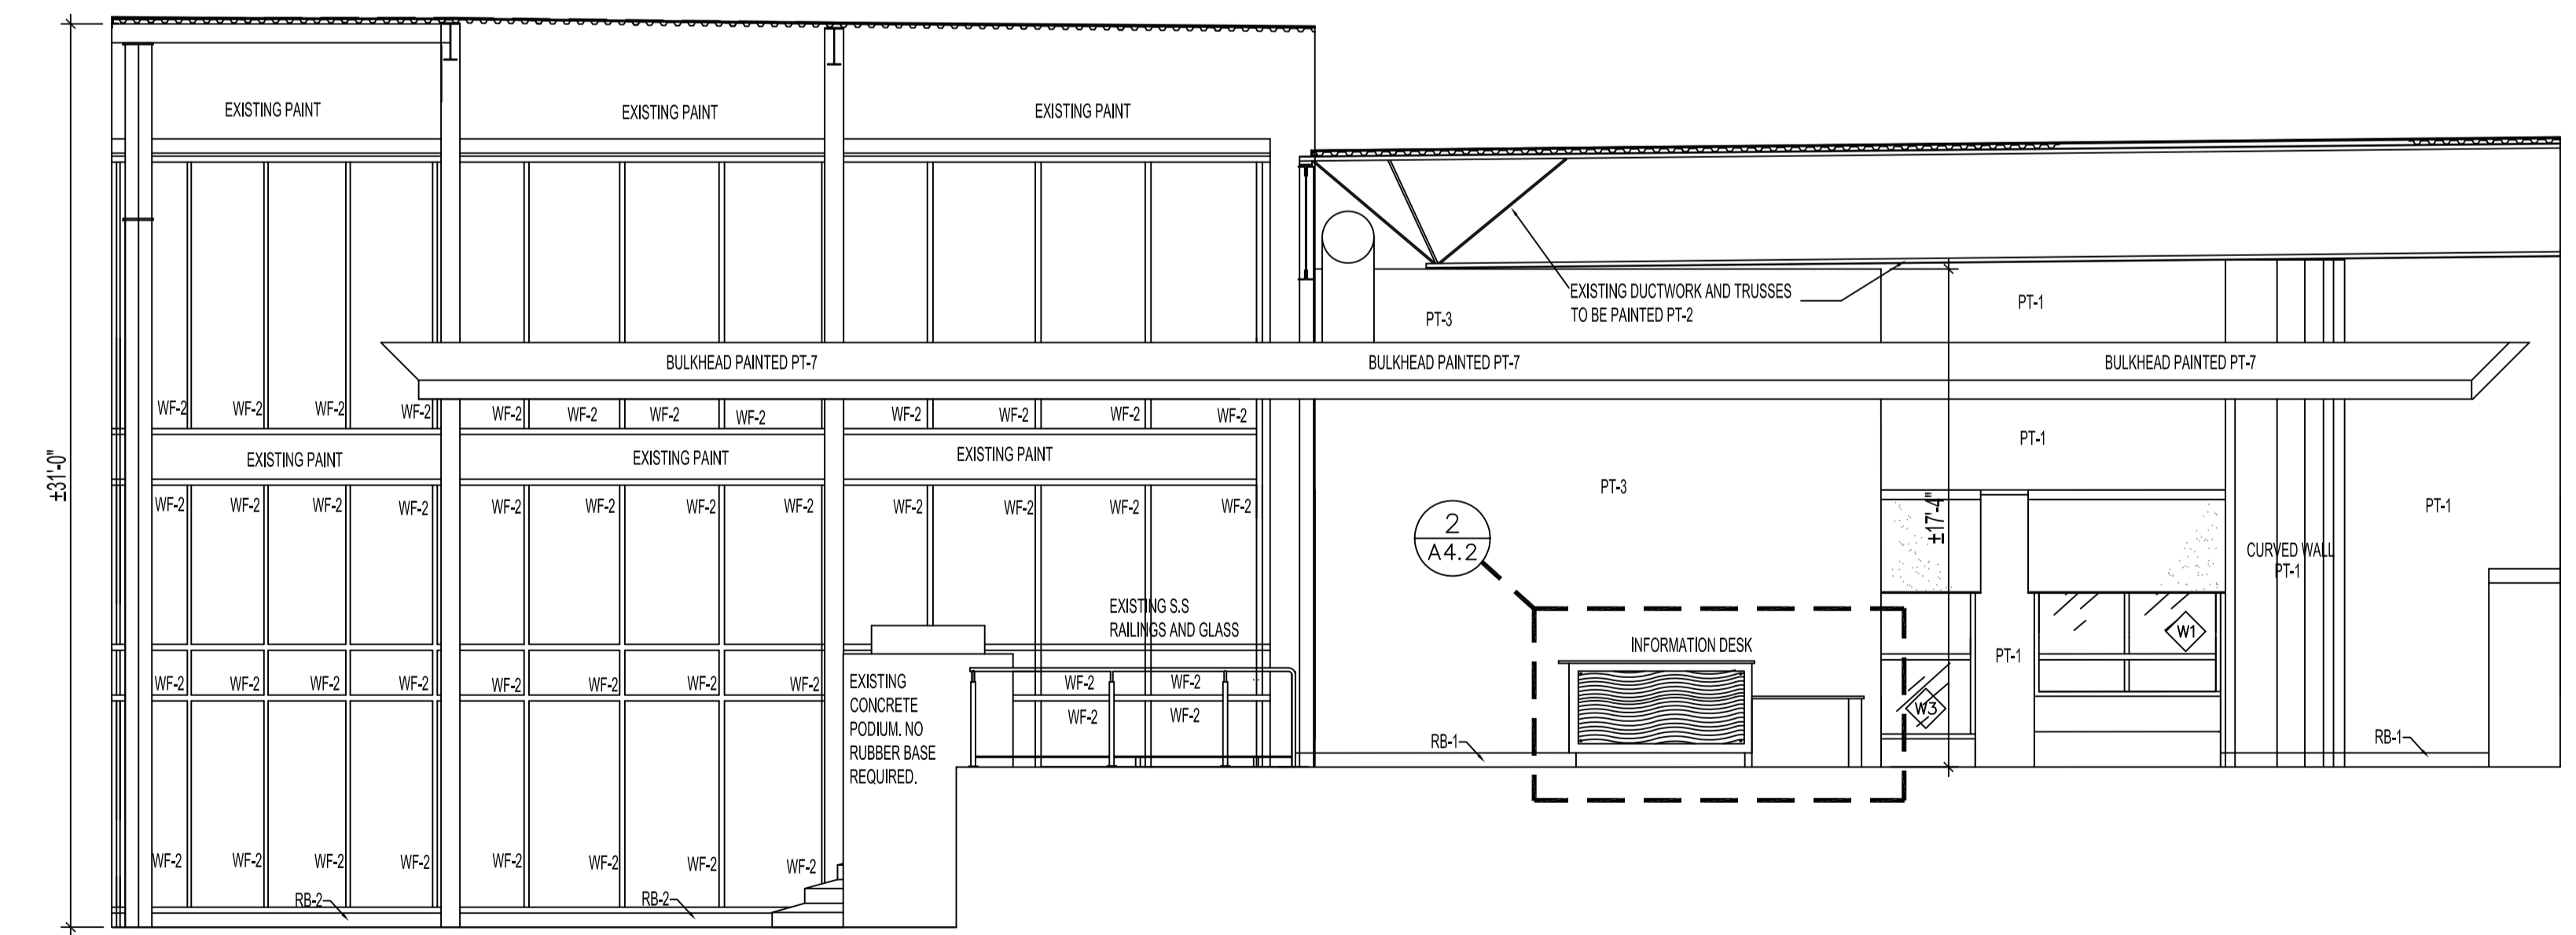 EXISTING PAINT EXISTING PAINT EXISTING PAINT
EXISTING DUCTWORK AND TRUSSES
TO BE PAINTED PT-2
PT-1
PT-3
BULKHEAD PAINTED PT-7 BULKHEAD PAINTED PT-7 BULKHEAD PAINTED PT-7
WF-2 WF-2 WF-2 WF-2 WF-2 WF-2 WF-2 WF-2 WF-2 WF-2 WF-2 WF-2
PT-1
±31'-0"
EXISTING PAINT EXISTING PAINT EXISTING PAINT
PT-3
WF-2 WF-2 WF-2 WF-2 WF-2 WF-2 WF-2 WF-2 WF-2 WF-2 WF-2 WF-2
±17'-4"
PT-1
2
A4.2
CURVED WALL
PT-1
EXISTING S.S
RAILINGS AND GLASS
INFORMATION DESK
W1
PT-1
WF-2 WF-2 WF-2 WF-2 WF-2 WF-2 WF-2 WF-2
EXISTING
CONCRETE
PODIUM. NO
RUBBER BASE
REQUIRED.
WF-2 WF-2
WF-2 WF-2
W3
RB-1
RB-1
WF-2 WF-2 WF-2 WF-2 WF-2 WF-2 WF-2 WF-2
RB-2 RB-2